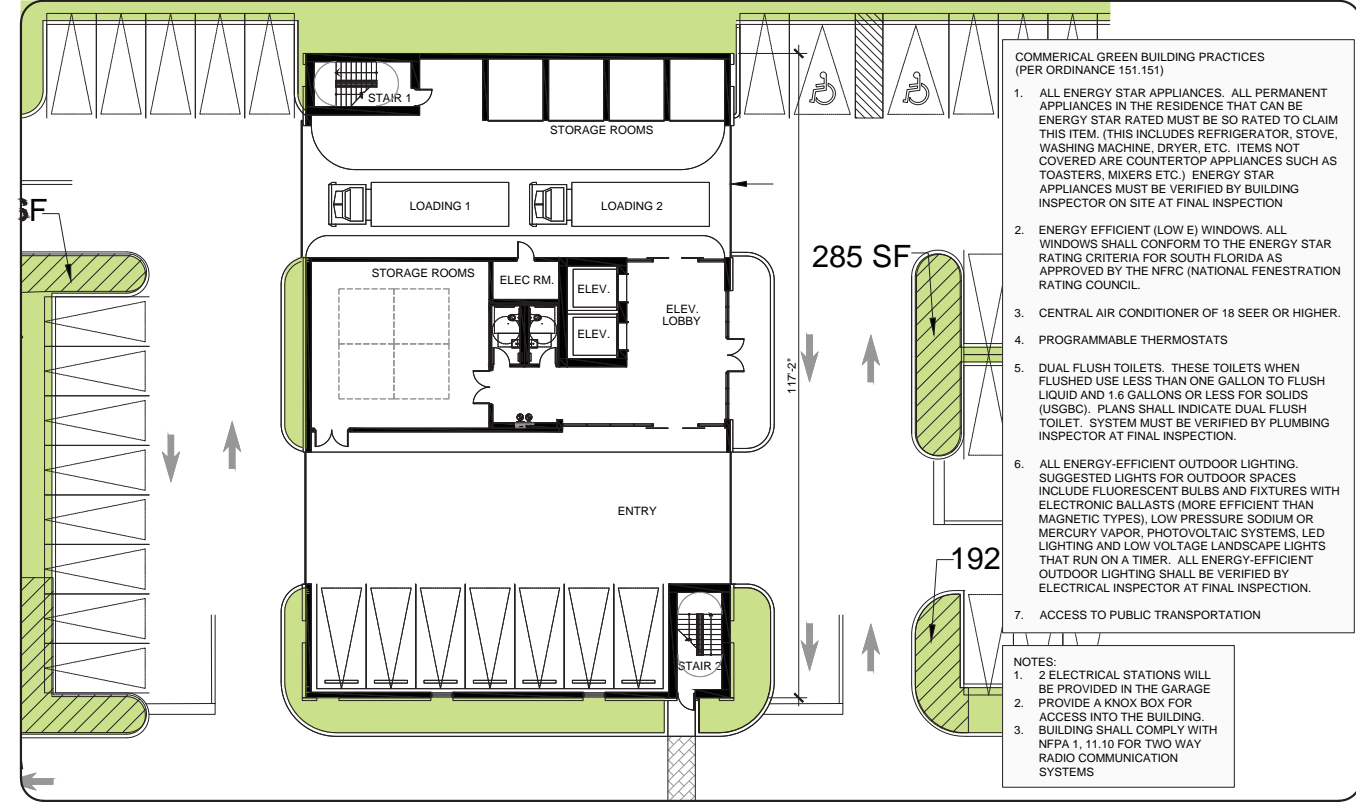 COMMERICAL GREEN BUILDING PRACTICES
(PER ORDINANCE 151.151)
1. ALL ENERGY STAR APPLIANCES. ALL PERMANENT
APPLIANCES IN THE RESIDENCE THAT CAN BE
ENERGY STAR RATED MUST BE SO RATED TO CLAIM
THIS ITEM. (THIS INCLUDES REFRIGERATOR, STOVE,
WASHING MACHINE, DRYER, ETC. ITEMS NOT
COVERED ARE COUNTERTOP APPLIANCES SUCH AS
TOASTERS, MIXERS ETC.) ENERGY STAR
APPLIANCES MUST BE VERIFIED BY BUILDING
INSPECTOR ON SITE AT FINAL INSPECTION
2. ENERGY EFFICIENT (LOW E) WINDOWS. ALL
WINDOWS SHALL CONFORM TO THE ENERGY STAR
RATING CRITERIA FOR SOUTH FLORIDA AS
APPROVED BY THE NFRC (NATIONAL FENESTRATION
RATING COUNCIL.
3. CENTRAL AIR CONDITIONER OF 18 SEER OR HIGHER.
4. PROGRAMMABLE THERMOSTATS
5. DUAL FLUSH TOILETS. THESE TOILETS WHEN
FLUSHED USE LESS THAN ONE GALLON TO FLUSH
LIQUID AND 1.6 GALLONS OR LESS FOR SOLIDS
(USGBC). PLANS SHALL INDICATE DUAL FLUSH
TOILET. SYSTEM MUST BE VERIFIED BY PLUMBING
INSPECTOR AT FINAL INSPECTION.
6. ALL ENERGY-EFFICIENT OUTDOOR LIGHTING.
SUGGESTED LIGHTS FOR OUTDOOR SPACES
INCLUDE FLUORESCENT BULBS AND FIXTURES WITH
ELECTRONIC BALLASTS (MORE EFFICIENT THAN
MAGNETIC TYPES), LOW PRESSURE SODIUM OR
MERCURY VAPOR, PHOTOVOLTAIC SYSTEMS, LED
LIGHTING AND LOW VOLTAGE LANDSCAPE LIGHTS
THAT RUN ON A TIMER. ALL ENERGY-EFFICIENT
OUTDOOR LIGHTING SHALL BE VERIFIED BY
ELECTRICAL INSPECTOR AT FINAL INSPECTION.
7. ACCESS TO PUBLIC TRANSPORTATION
NOTES:
1. 2 ELECTRICAL STATIONS WILL
BE PROVIDED IN THE GARAGE
2. PROVIDE A KNOX BOX FOR
ACCESS INTO THE BUILDING.
3. BUILDING SHALL COMPLY WITH
NFPA 1, 11.10 FOR TWO WAY
RADIO COMMUNICATION
SYSTEMS
STAIR 1
STORAGE ROOMS
LOADING 1
LOADING 2
SF
285 SF
STORAGE ROOMS
ELEC RM.
ELEV.
ELEV.
ELEV.
LOBBY
117'-2"
ENTRY
192
STAIR 2